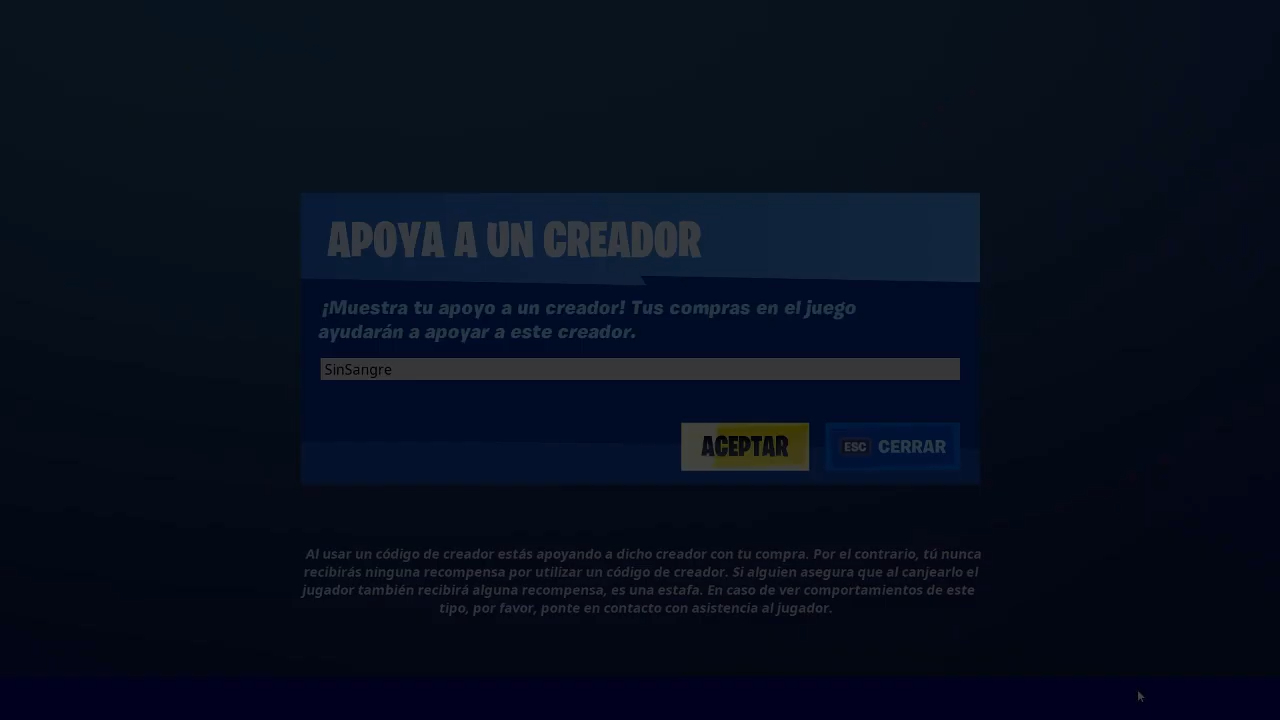 APOYA A UN CREADOR
¡Muestra tu apoyo a un creador! Tus compras en el juego
ayudarán a apoyar a este creador.
SinSangre
ACEPTAR
ESC CERRAR
Al usar un código de creador estás apoyando a dicho creador con tu compra. Por el contrario, tú nunca
recibirás ninguna recompensa por utilizar un código de creador. Si alguien asegura que al canjearlo el
jugador también recibirá alguna recompensa, es una estafa. En caso de ver comportamientos de este
tipo, por favor, ponte en contacto con asistencia al jugador.